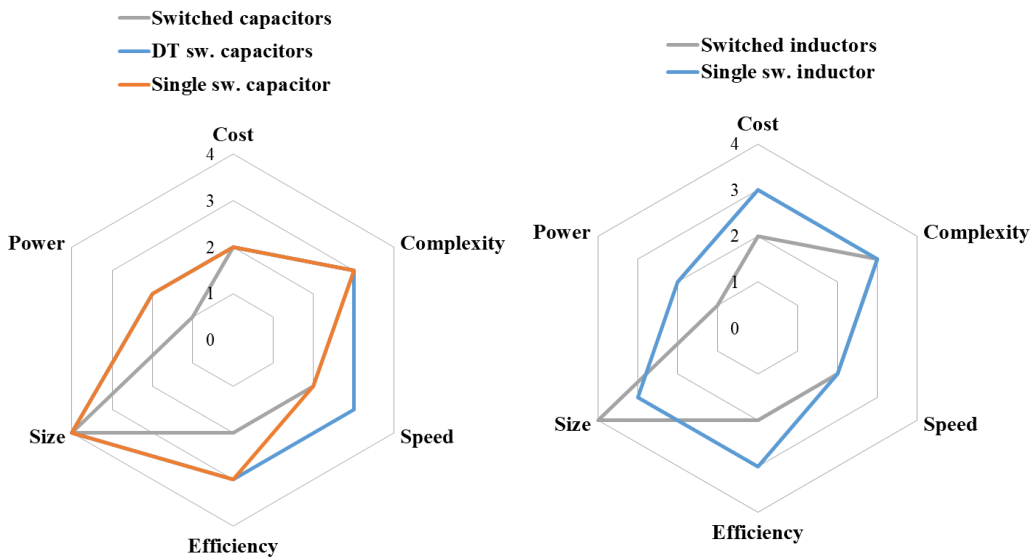 Switched capacitors
DT sw. capacitors
Single sw. capacitor
Cost
4
3
2
1
0
Power
Complexity
Size
Speed
Efficiency
Switched inductors
Single sw. inductor
Cost
4
3
2
1
0
Power
Complexity
Size
Speed
Efficiency